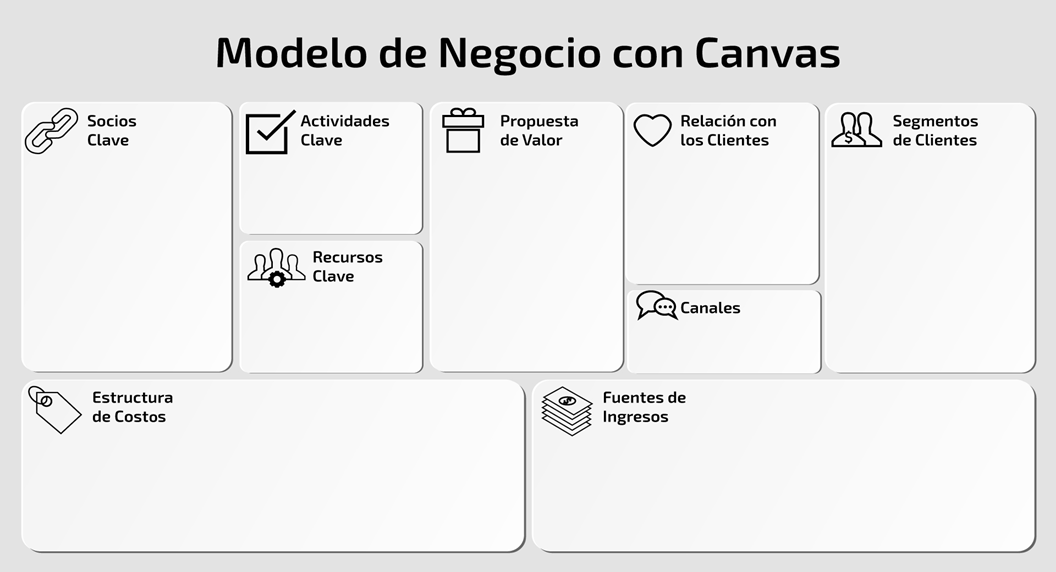 Modelo de Negocio con Canvas
Socios
Clave
Actividades
Clave
Recursos
Clave
Propuesta
de Valor
Relación con
los Clientes
Canales
Segmentos
de Clientes
Estructura
de Costos
Fuentes de
Ingresos